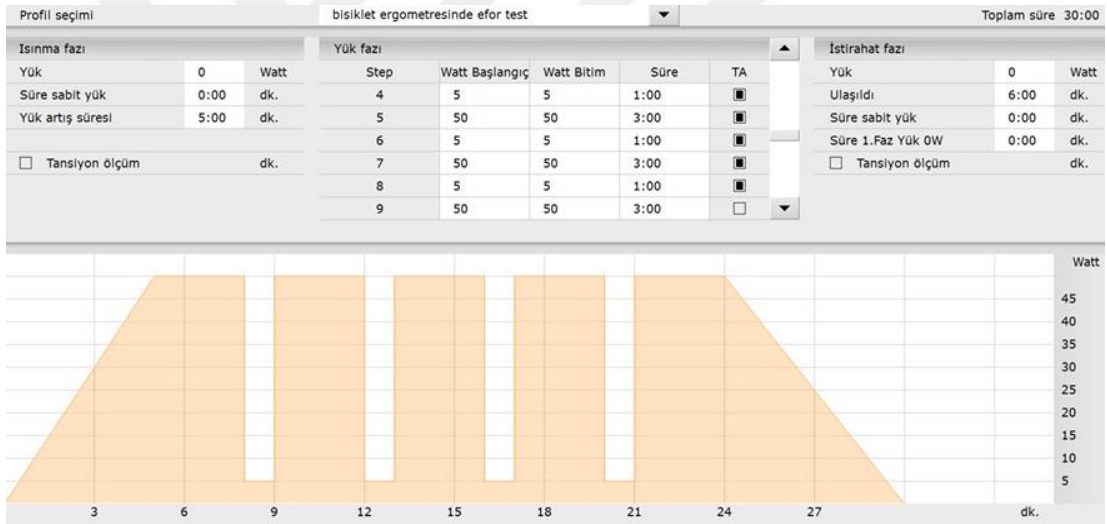 Profil seçimi bisiklet ergometresinde efor test Toplam süre 30:00
Isınma fazı Yük fazı İstirahat fazı
Yük 0 Watt Step Watt Başlangıç Watt Bitim Süre TA Yük 0 Watt
Süre sabit yük 0:00 dk. 4 5 5 1:00 Ulaşıldı 6:00 dk.
Yük artış süresi 5:00 dk. 5 50 50 3:00 Süre sabit yük 0:00 dk.
6 5 5 1:00 Süre 1.Faz Yük 0W 0:00 dk.
Tansiyon ölçüm dk. 7 50 50 3:00 Tansiyon ölçüm dk.
8 5 5 1:00
9 50 50 3:00
Watt
45
40
35
30
25
20
15
10
5
3 6 9 12 15 18 21 24 27 dk.